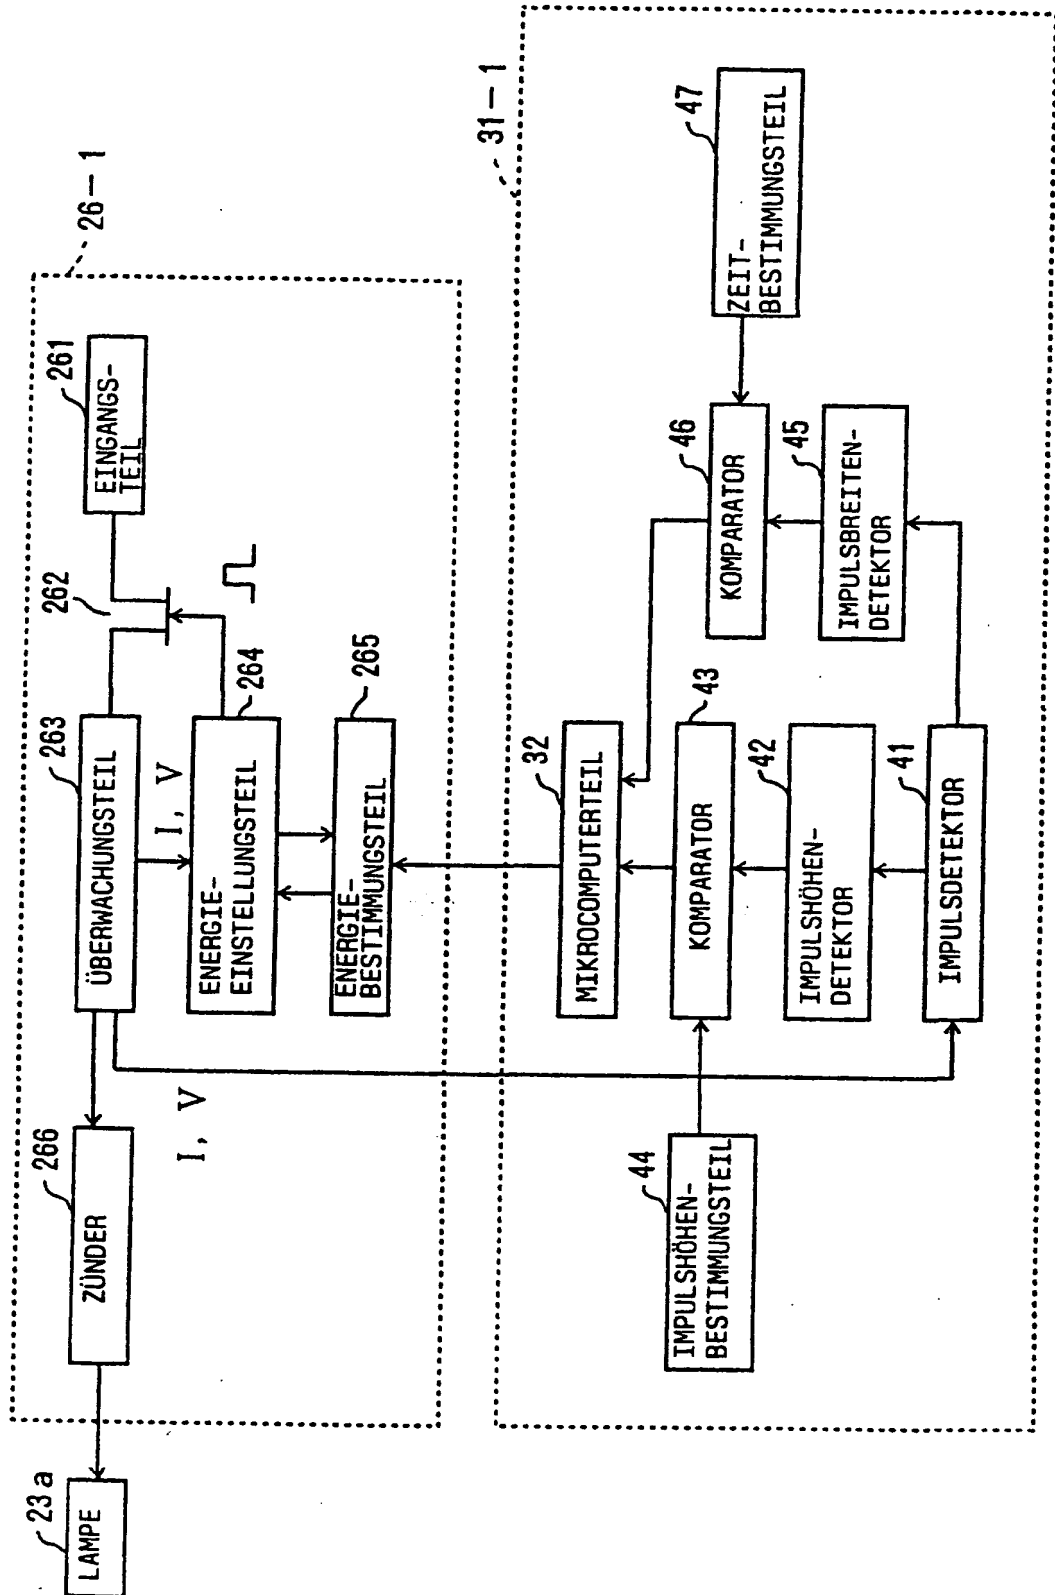 26-1
23a
LAMPE
266
ZÜNDER
263
ÜBERWACHUNGSTEIL
262
261
EINGANGS-
TEIL
I, V
I, V
264
ENERGIE-
EINSTELLUNGSTEIL
265
ENERGIE-
BESTIMMUNGSTEIL
31-1
32
MIKROCOMPUTERTEIL
43
KOMPARATOR
44
IMPULSHÖHEN-
BESTIMMUNGSTEIL
42
IMPULSHÖHEN-
DETEKTOR
41
IMPULSDETEKTOR
46
KOMPARATOR
47
ZEIT-
BESTIMMUNGSTEIL
45
IMPULSBREITEN-
DETEKTOR